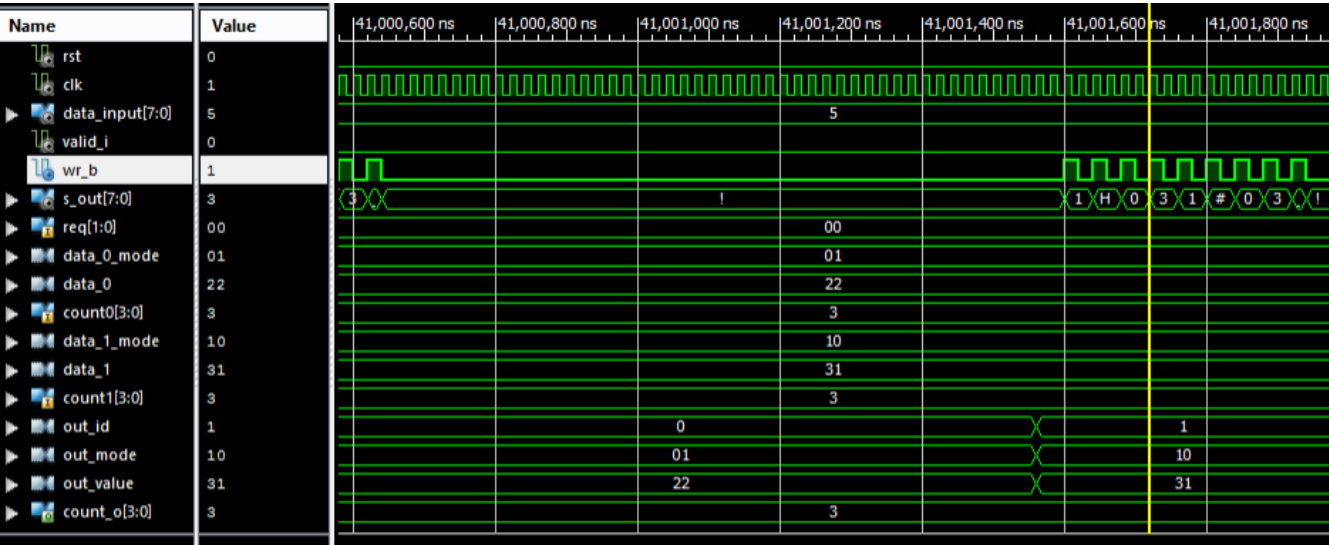 Name Value 41,000,600 ns 41,000,800 ns 41,001,000 ns 41,001,200 ns 41,001,400 ns 41,001,600 ns 41,001,800 ns
rst 0
clk 1
data_input[7:0] 5 5
valid_i 0
wr_b 1
s_out[7:0] 3 3 ! 1 H 0 3 1 # 0 3 !
req[1:0] 00 00
data_0_mode 01 01
data_0 22 22
count0[3:0] 3 3
data_1_mode 10 10
data_1 31 31
count1[3:0] 3 3
out_id 1 0 1
out_mode 10 01 10
out_value 31 22 31
count_o[3:0] 3 3